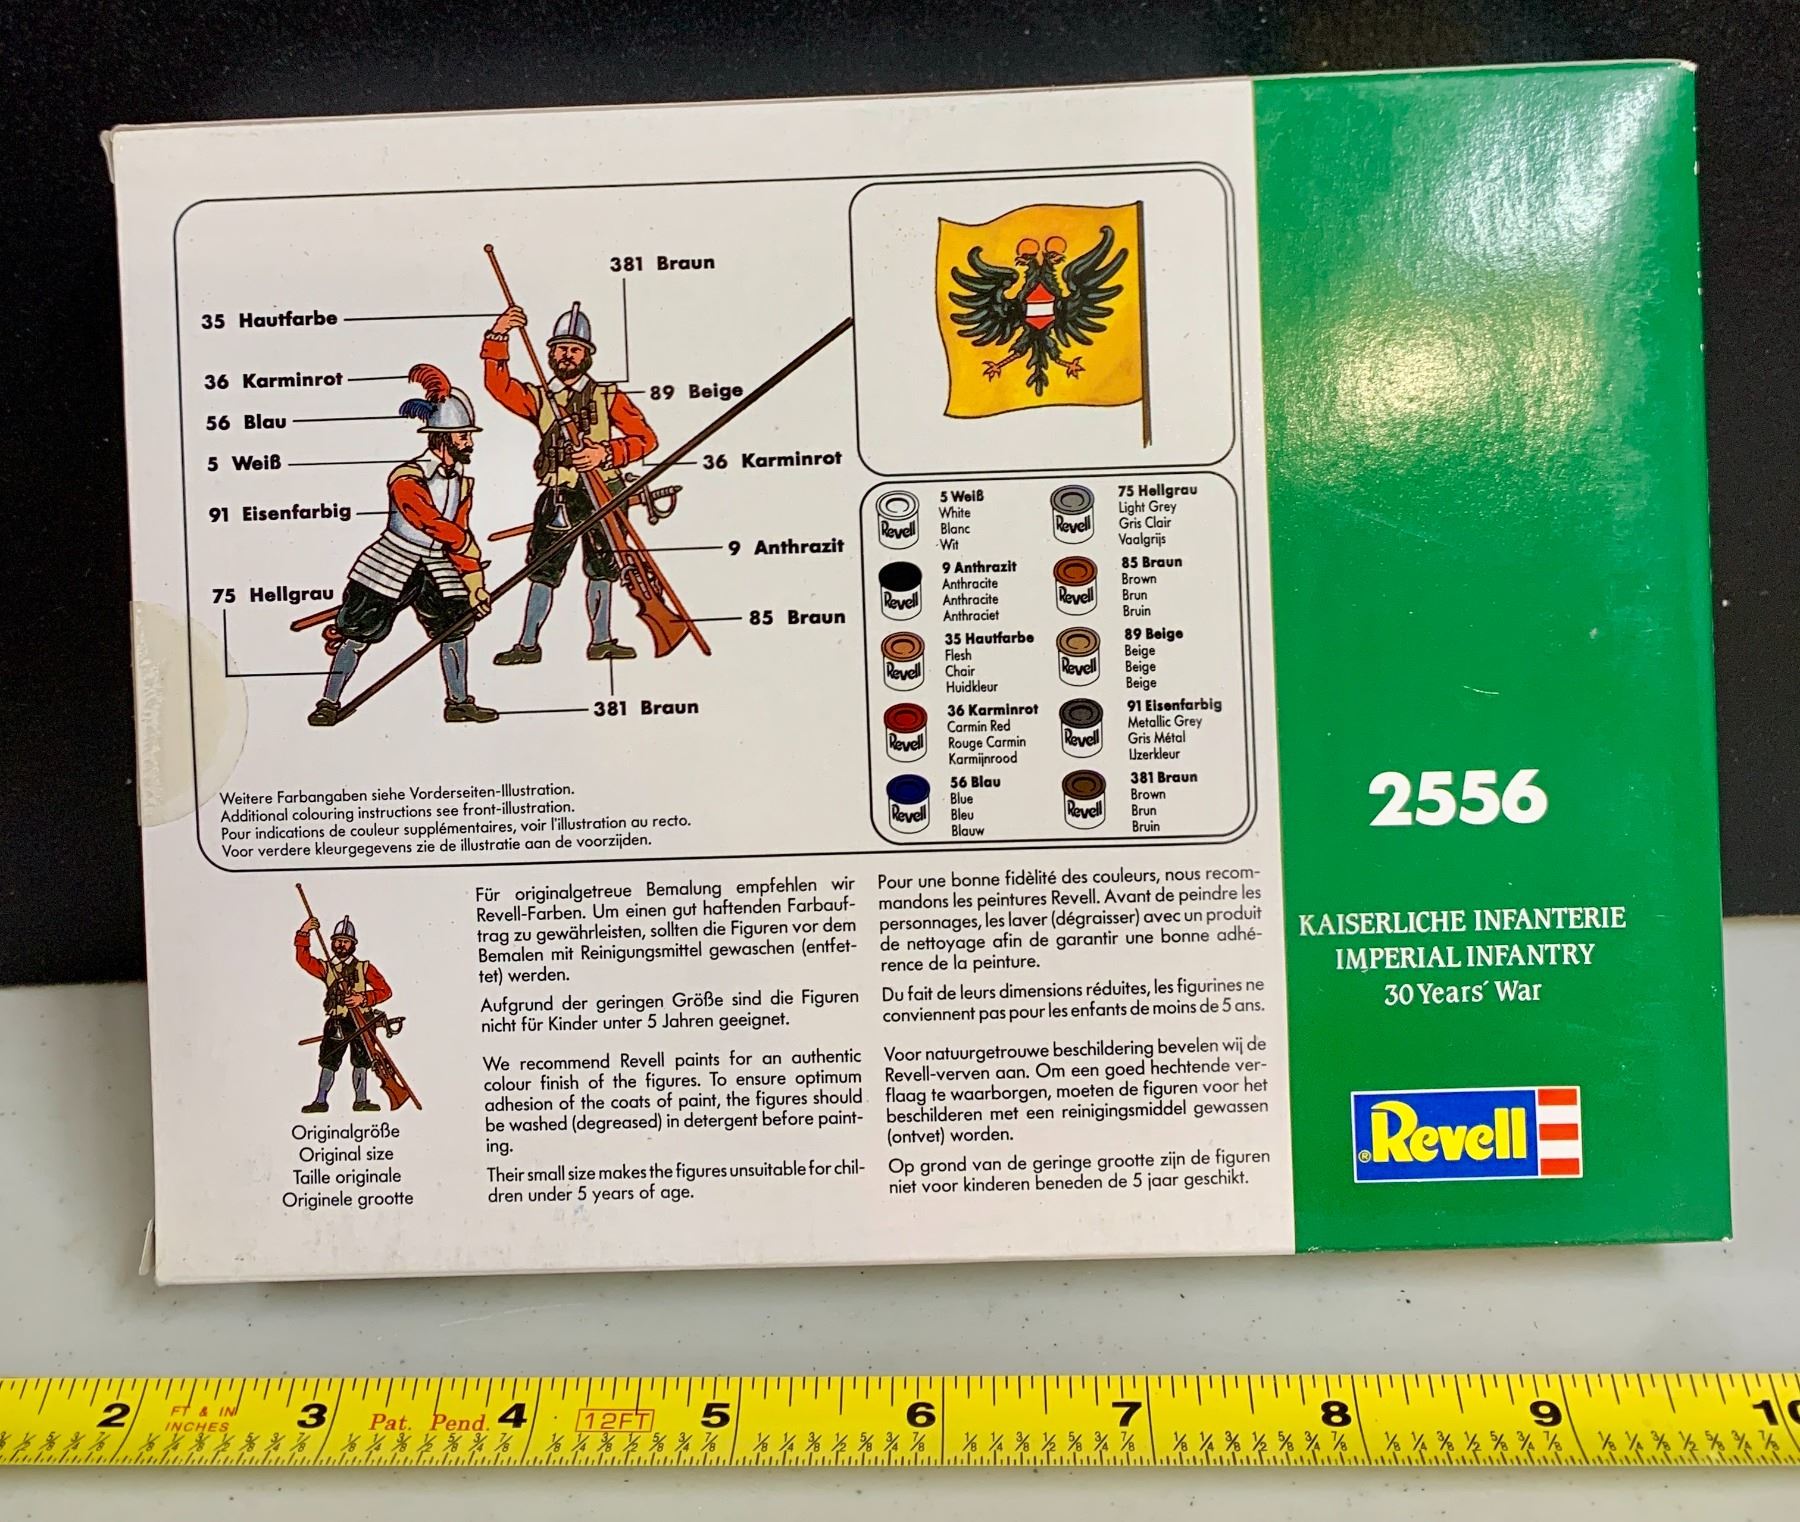 381 Braun
35 Hautfarbe
36 Karminrot
89 Beige
56 Blau
5 Weiß
36 Karminrot
91 Eisenfarbig
9 Anthrazit
75 Hellgrau
85 Braun
381 Braun
Weitere Farbangaben siehe Vorderseiten-Illustration.
Additional colouring instructions see front-illustration.
Pour indications de couleur supplémentaires, voir l'illustration au recto.
Voor verdere kleurgegevens zie de illustratie aan de voorzijden.
5 Weiß
White
Blanc
Wit
Revell
9 Anthrazit
Anthracite
Anthracite
Anthraciet
Revell
35 Hautfarbe
Flesh
Chair
Huidkleur
Revell
36 Karminrot
Carmin Red
Rouge Carmin
Karmijnrood
Revell
56 Blau
Blue
Bleu
Blauw
Revell
75 Hellgrau
Light Grey
Gris Clair
Vaalgrijs
Revell
85 Braun
Brown
Brun
Bruin
Revell
89 Beige
Beige
Beige
Beige
Revell
91 Eisenfarbig
Metallic Grey
Gris Métal
IJzerkleur
Revell
381 Braun
Brown
Brun
Bruin
Revell
Originalgröße
Original size
Taille originale
Originele grootte
Für originalgetreue Bemalung empfehlen wir
Revell-Farben. Um einen gut haftenden Farbauf-
trag zu gewährleisten, sollten die Figuren vor dem
Bemalen mit Reinigungsmittel gewaschen (entfet-
tet) werden.
Aufgrund der geringen Größe sind die Figuren
nicht für Kinder unter 5 Jahren geeignet.
We recommend Revell paints for an authentic
colour finish of the figures. To ensure optimum
adhesion of the coats of paint, the figures should
be washed (degreased) in detergent before paint-
ing.
Their small size makes the figures unsuitable for chil-
dren under 5 years of age.
Pour une bonne fidèlité des couleurs, nous recom-
mandons les peintures Revell. Avant de peindre les
personnages, les laver (dégraisser) avec un produit
de nettoyage afin de garantir une bonne adhé-
rence de la peinture.
Du fait de leurs dimensions réduites, les figurines ne
conviennent pas pour les enfants de moins de 5 ans.
Voor natuurgetrouwe beschildering bevelen wij de
Revell-verven aan. Om een goed hechtende ver-
flaag te waarborgen, moeten de figuren voor het
beschilderen met een reinigingsmiddel gewassen
(ontvet) worden.
Op grond van de geringe grootte zijn de figuren
niet voor kinderen beneden de 5 jaar geschikt.
2556
KAISERLICHE INFANTERIE
IMPERIAL INFANTRY
30 Years´ War
®Revell
2 FT & IN INCHES 3 Pat. Pend. 4 12FT 5 6 7 8 9 10